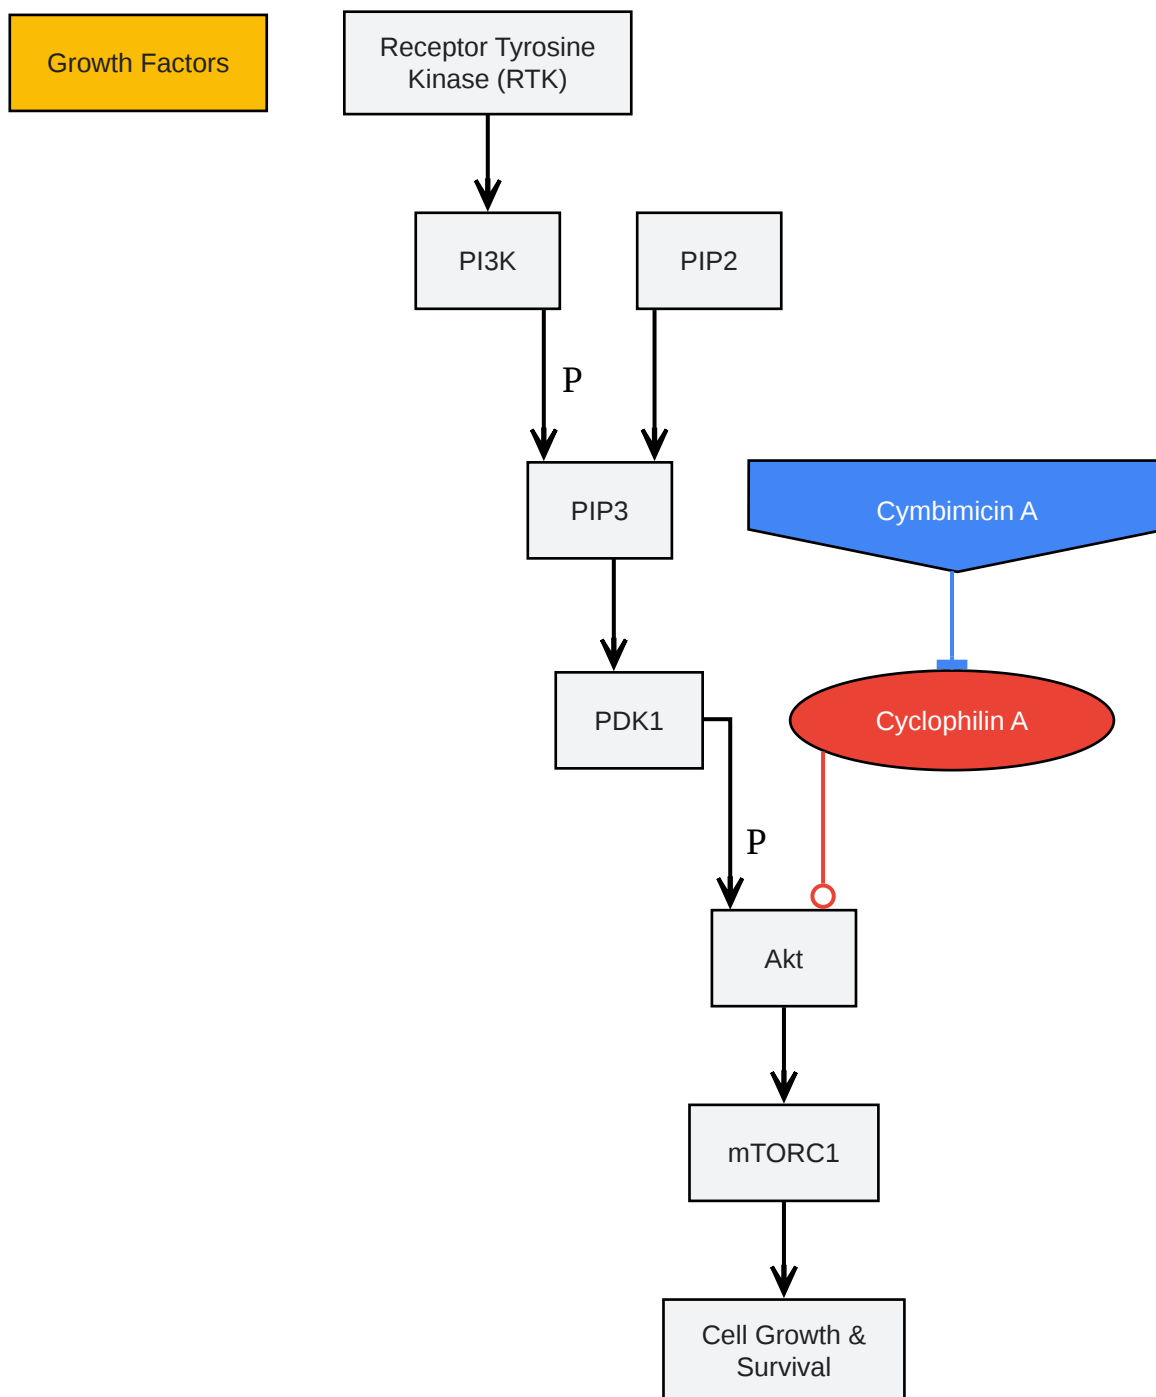 Growth Factors
Receptor Tyrosine
Kinase (RTK)
PI3K
PIP2
P
PIP3
Cymbimicin A
PDK1
Cyclophilin A
P
Akt
mTORC1
Cell Growth &
Survival